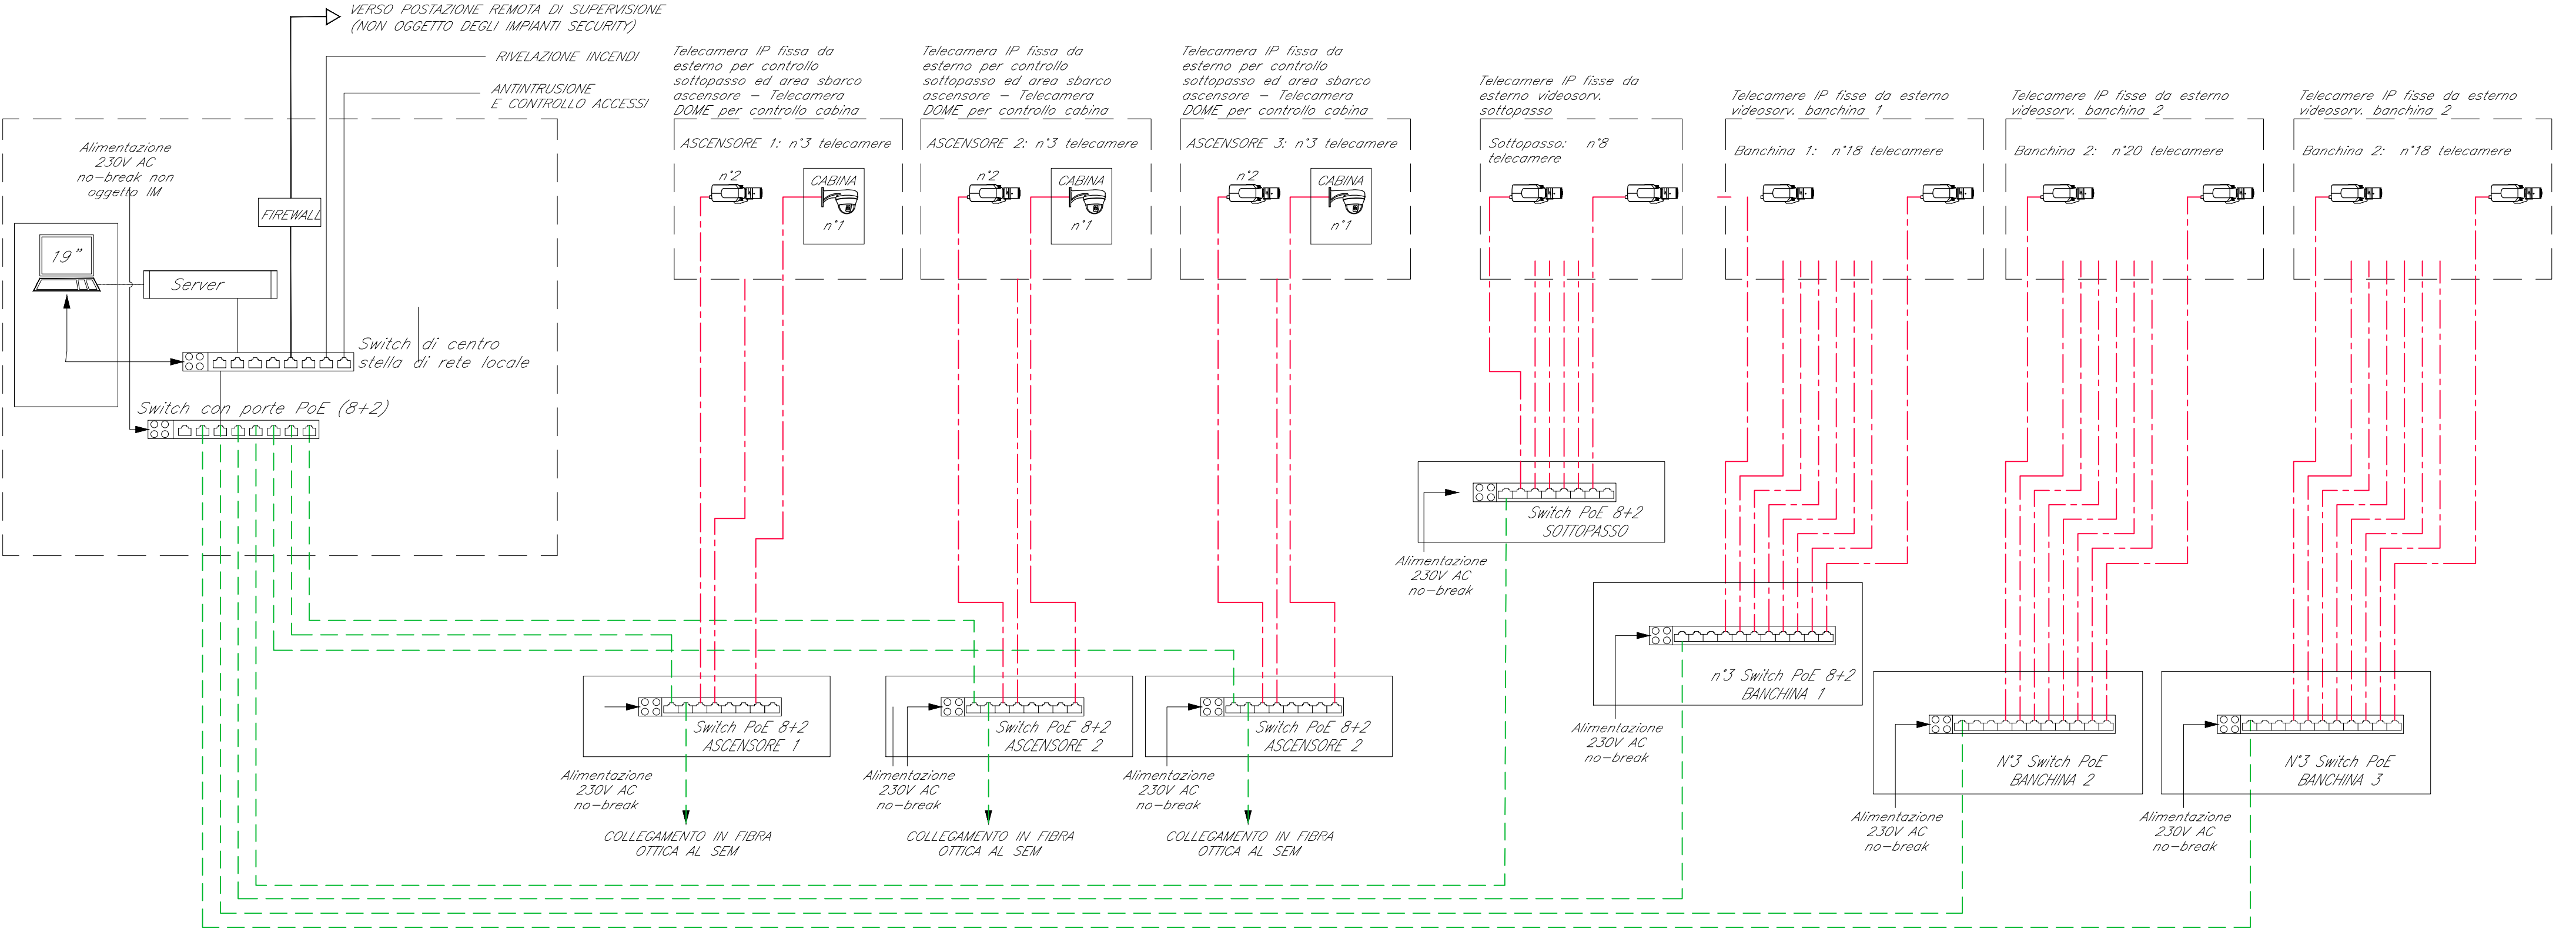 VERSO POSTAZIONE REMOTA DI SUPERVISIONE
(NON OGGETTO DEGLI IMPIANTI SECURITY)
RIVELAZIONE INCENDI
ANTINTRUSIONE
E CONTROLLO ACCESSI
Alimentazione
230V AC
no-break non
oggetto IM
FIREWALL
19"
Server
Switch di centro
stella di rete locale
Switch con porte PoE (8+2)
Telecamera IP fissa da
esterno per controllo
sottopasso ed area sbarco
ascensore - Telecamera
DOME per controllo cabina
ASCENSORE 1: n°3 telecamere
n°2
CABINA
n°1
Telecamera IP fissa da
esterno per controllo
sottopasso ed area sbarco
ascensore - Telecamera
DOME per controllo cabina
ASCENSORE 2: n°3 telecamere
n°2
CABINA
n°1
Telecamera IP fissa da
esterno per controllo
sottopasso ed area sbarco
ascensore - Telecamera
DOME per controllo cabina
ASCENSORE 3: n°3 telecamere
n°2
CABINA
n°1
Telecamere IP fisse da
esterno videosorv.
sottopasso
Sottopasso: n°8
telecamere
Telecamere IP fisse da esterno
videosorv. banchina 1
Banchina 1: n°18 telecamere
Telecamere IP fisse da esterno
videosorv. banchina 2
Banchina 2: n°20 telecamere
Telecamere IP fisse da esterno
videosorv. banchina 2
Banchina 2: n°18 telecamere
Switch PoE 8+2
SOTTOPASSO
Alimentazione
230V AC
no-break
n°3 Switch PoE 8+2
BANCHINA 1
Alimentazione
230V AC
no-break
Switch PoE 8+2
ASCENSORE 1
Alimentazione
230V AC
no-break
COLLEGAMENTO IN FIBRA
OTTICA AL SEM
Switch PoE 8+2
ASCENSORE 2
Alimentazione
230V AC
no-break
COLLEGAMENTO IN FIBRA
OTTICA AL SEM
Switch PoE 8+2
ASCENSORE 2
Alimentazione
230V AC
no-break
COLLEGAMENTO IN FIBRA
OTTICA AL SEM
N°3 Switch PoE
BANCHINA 2
Alimentazione
230V AC
no-break
N°3 Switch PoE
BANCHINA 3
Alimentazione
230V AC
no-break